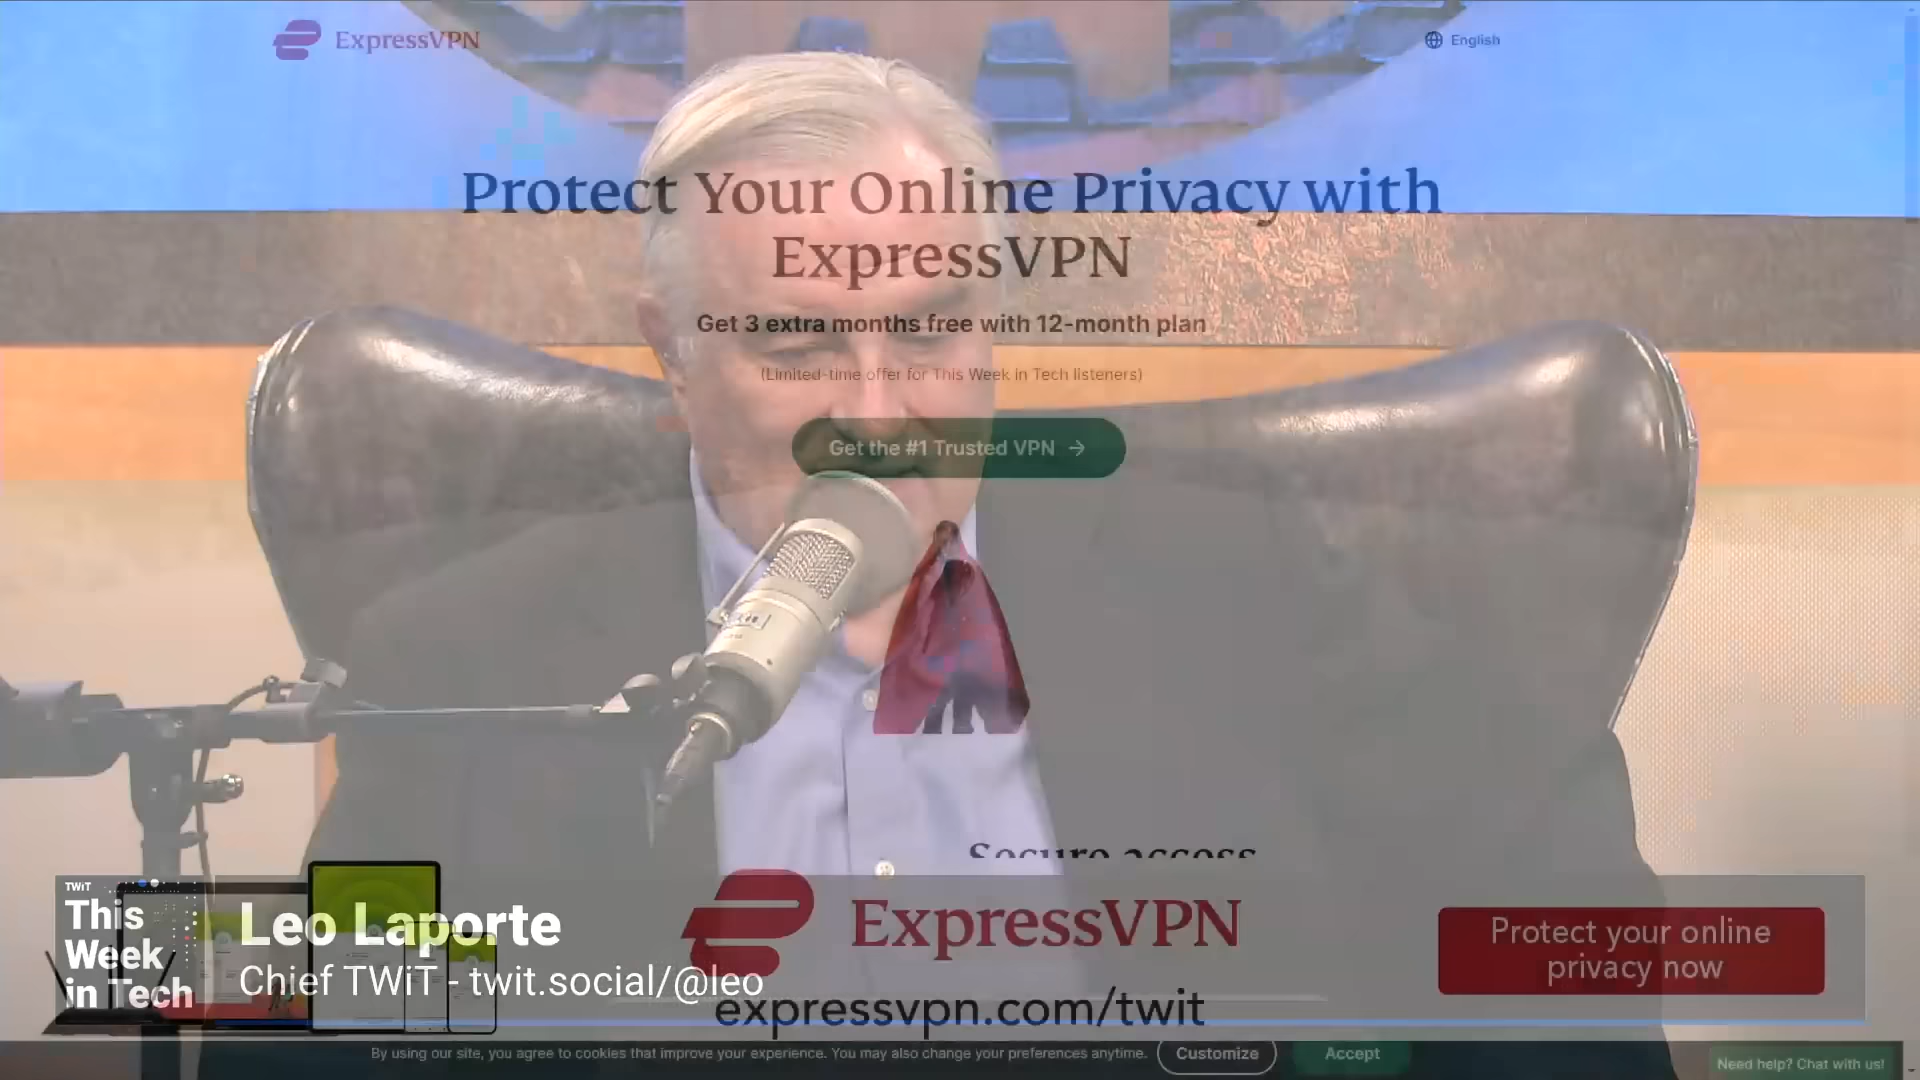 ExpressVPN
English
Protect Your Online Privacy with
ExpressVPN
Get 3 extra months free with 12-month plan
(Limited-time offer for This Week in Tech listeners)
Get the #1 Trusted VPN →
Secure access
TWiT
This
Week
in Tech
Leo Laporte
Chief TWiT - twit.social/@leo
ExpressVPN
expressvpn.com/twit
Protect your online
privacy now
By using our site, you agree to cookies that improve your experience. You may also change your preferences anytime.
Customize
Accept
Need help? Chat with us!